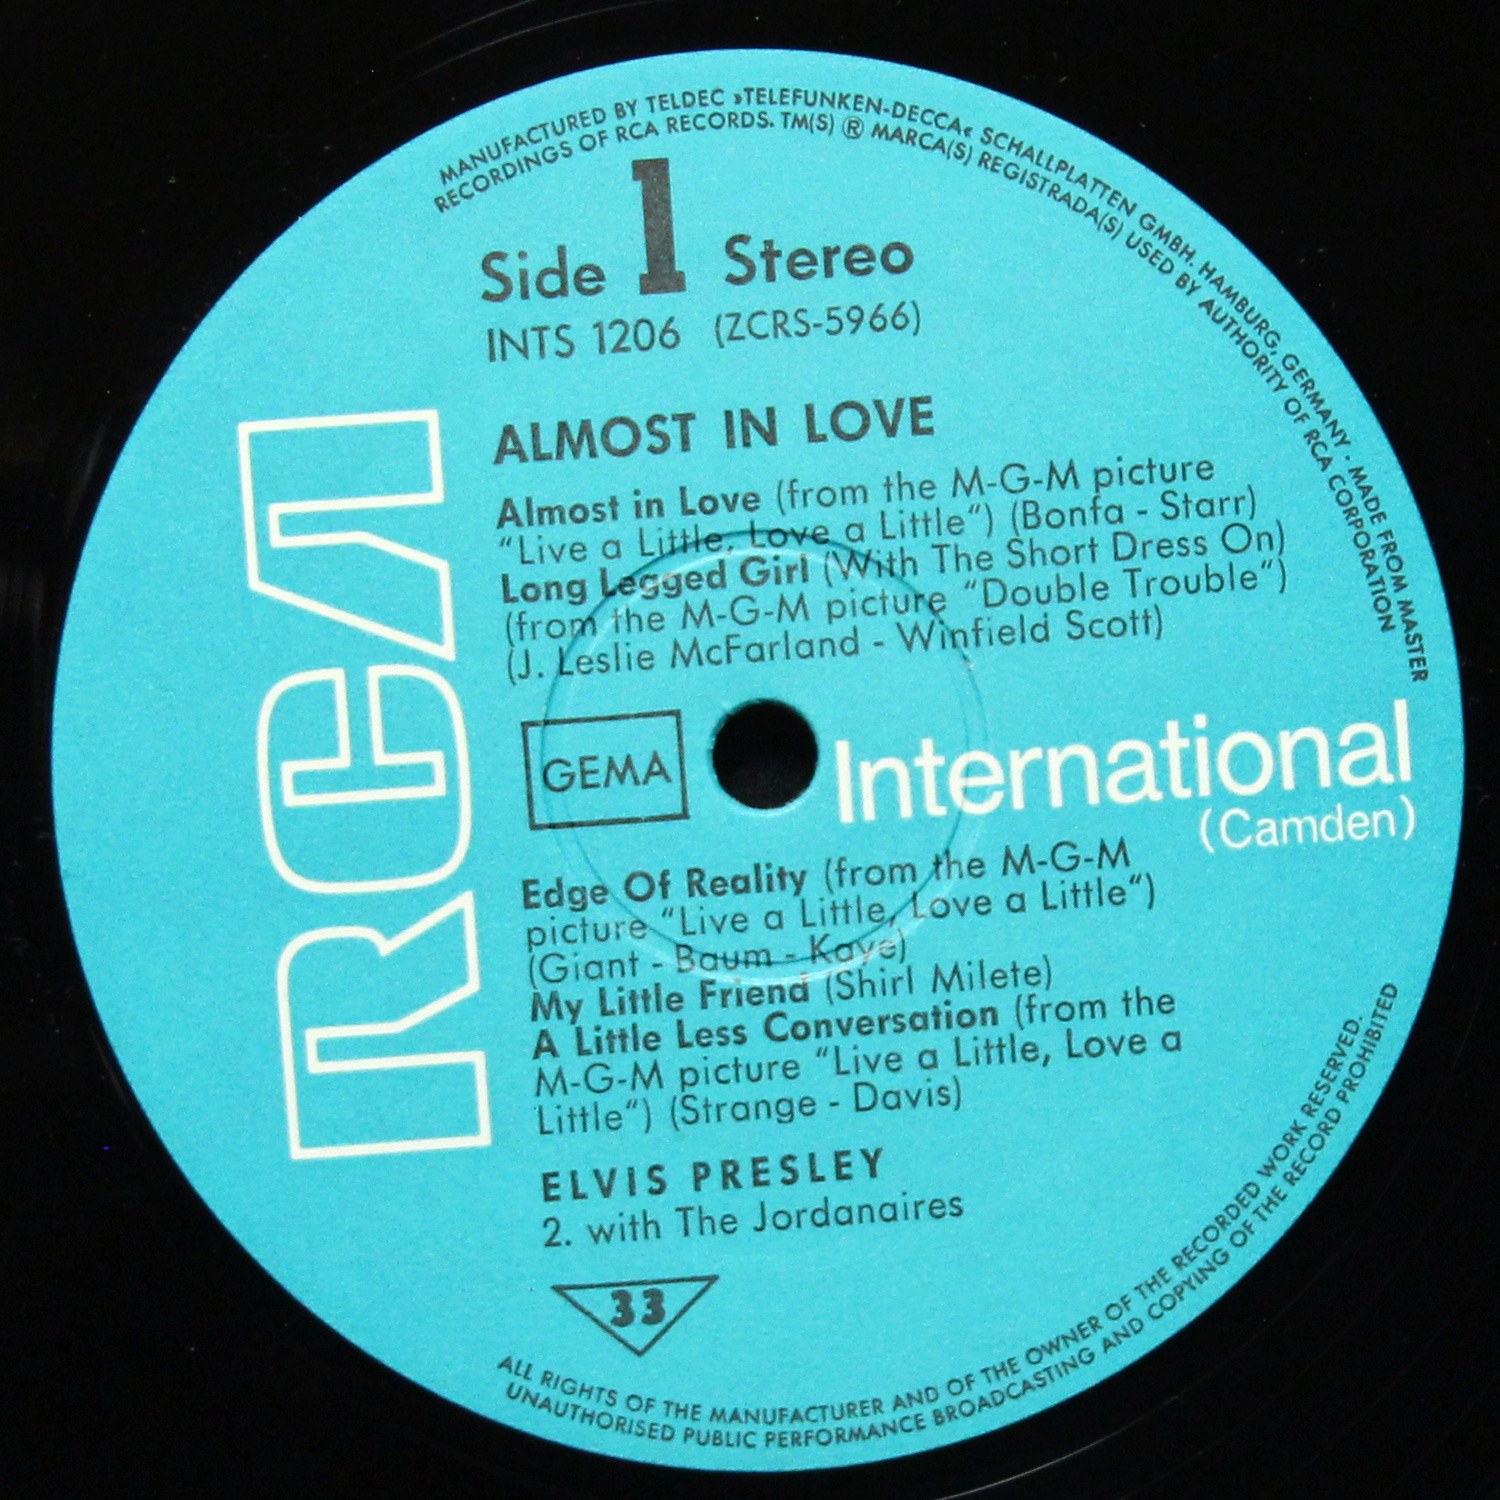 MANUFACTURED BY TELDEC »TELEFUNKEN-DECCA« SCHALLPLATTEN GMBH. HAMBURG, GERMANY · MADE FROM MASTER
RECORDINGS OF RCA RECORDS. TM(S) ® MARCA(S) REGISTRADA(S) USED BY AUTHORITY OF RCA CORPORATION
Side 1 Stereo
INTS 1206 (ZCRS-5966)
ALMOST IN LOVE
Almost in Love (from the M-G-M picture
"Live a Little, Love a Little") (Bonfa - Starr)
Long Legged Girl (With The Short Dress On)
(from the M-G-M picture "Double Trouble")
(J. Leslie McFarland - Winfield Scott)
RCA
GEMA
International
(Camden)
Edge Of Reality (from the M-G-M
picture "Live a Little, Love a Little")
(Giant - Baum - Kaye)
My Little Friend (Shirl Milete)
A Little Less Conversation (from the
M-G-M picture "Live a Little, Love a
Little") (Strange - Davis)
ELVIS PRESLEY
2. with The Jordanaires
33
ALL RIGHTS OF THE MANUFACTURER AND OF THE OWNER OF THE RECORDED WORK RESERVED.
UNAUTHORISED PUBLIC PERFORMANCE BROADCASTING AND COPYING OF THE RECORD PROHIBITED